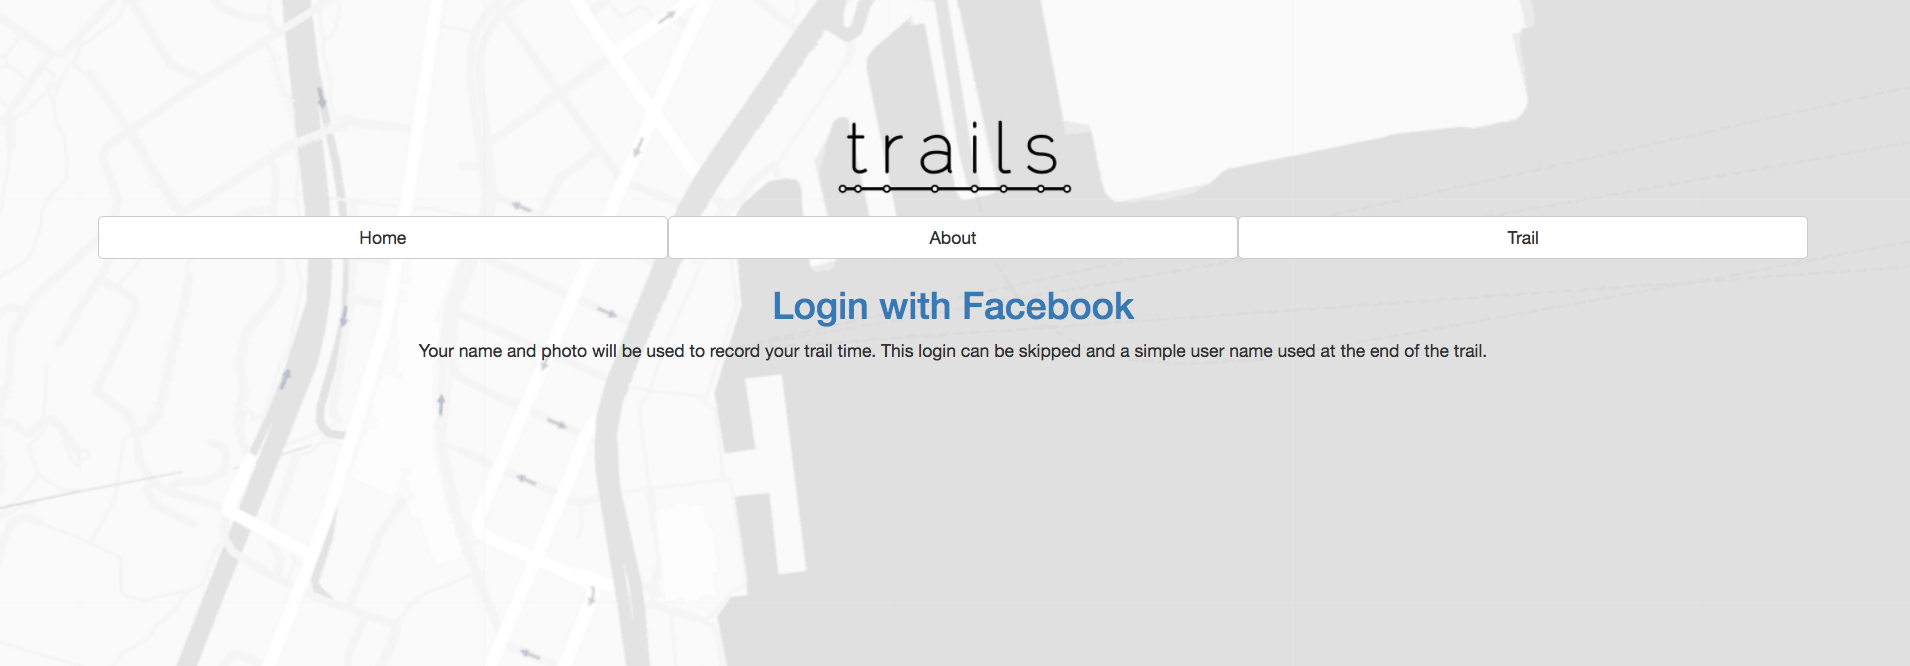 trails
Home
About
Trail
Login with Facebook
Your name and photo will be used to record your trail time. This login can be skipped and a simple user name used at the end of the trail.